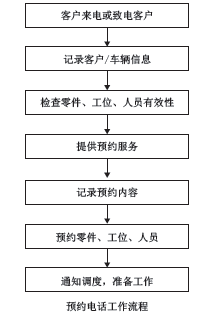 客户来电或致电客户
记录客户/车辆信息
检查零件、工位、人员有效性
提供预约服务
记录预约内容
预约零件、工位、人员
通知调度，准备工作
预约电话工作流程